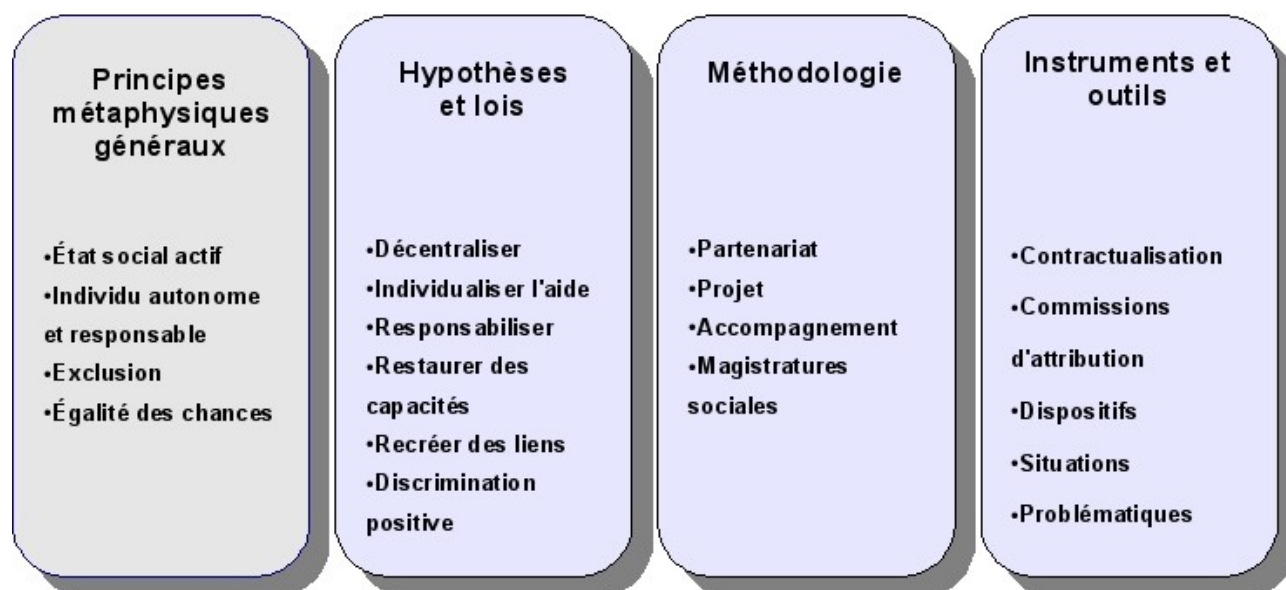 Principes
métaphysiques
généraux
•État social actif
•Individu autonome
et responsable
•Exclusion
•Égalité des chances
Hypothèses
et lois
•Décentraliser
•Individualiser l'aide
•Responsabiliser
•Restaurer des
capacités
•Recréer des liens
•Discrimination
positive
Méthodologie
•Partenariat
•Projet
•Accompagnement
•Magistratures
sociales
Instruments et
outils
•Contractualisation
•Commissions
d'attribution
•Dispositifs
•Situations
•Problématiques